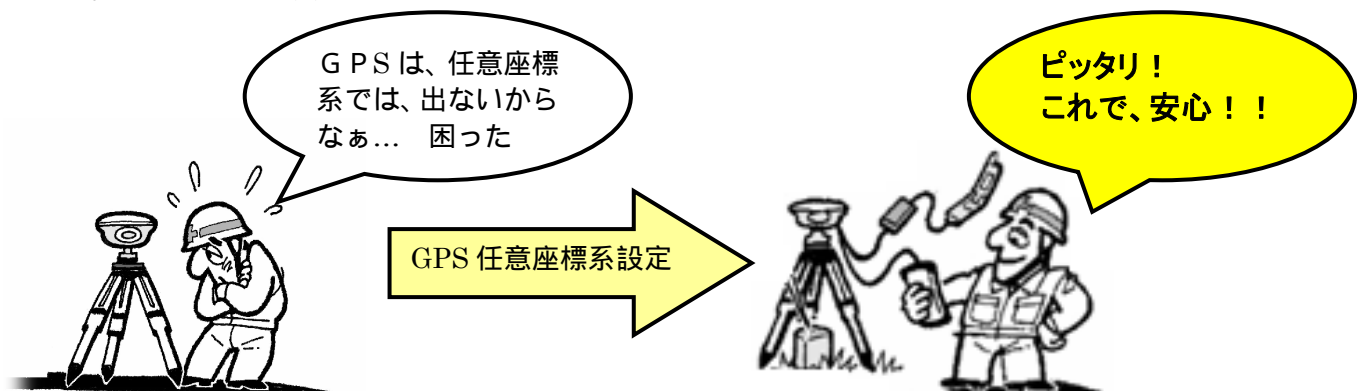 ＧＰSは、任意座標
系では、出ないから
なぁ…　困った
GPS 任意座標系設定
ピッタリ！
これで、安心！！